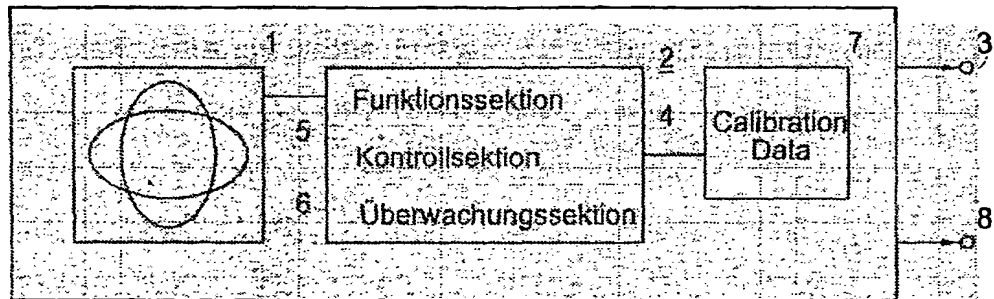 1
2
7
3
Funktionssektion
5
4
Calibration
Data
Kontrollsektion
6
Überwachungssektion
8